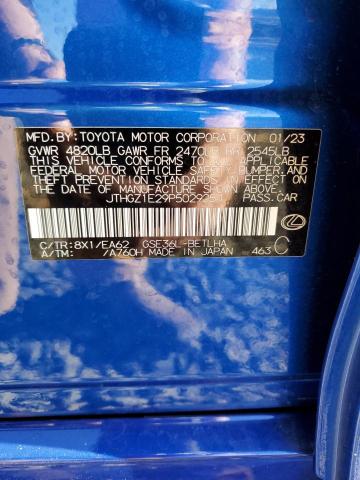 MFD.BY:TOYOTA MOTOR CORPORATION 01/23
GVWR 4820LB GAWR FR 2470LB RR 2545LB
THIS VEHICLE CONFORMS TO ALL APPLICABLE
FEDERAL MOTOR VEHICLE SAFETY,BUMPER,AND
THEFT PREVENTION STANDARDS IN EFFECT ON
THE DATE OF MANUFACTURE SHOWN ABOVE.
PASS.CAR
C/TR:8X1/EA62 GSE36L-BETLHA
A/TM: /A760H MADE IN JAPAN 463 C